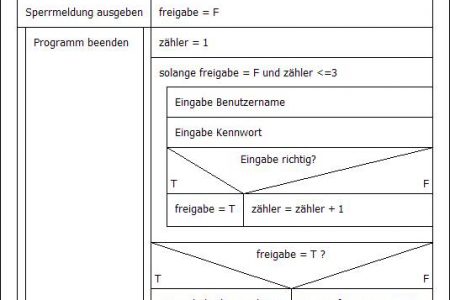 Sperrmeldung ausgeben
freigabe = F
Programm beenden
zähler = 1
solange freigabe = F und zähler <=3
Eingabe Benutzername
Eingabe Kennwort
Eingabe richtig?
T
F
freigabe = T
zähler = zähler + 1
freigabe = T ?
T
F